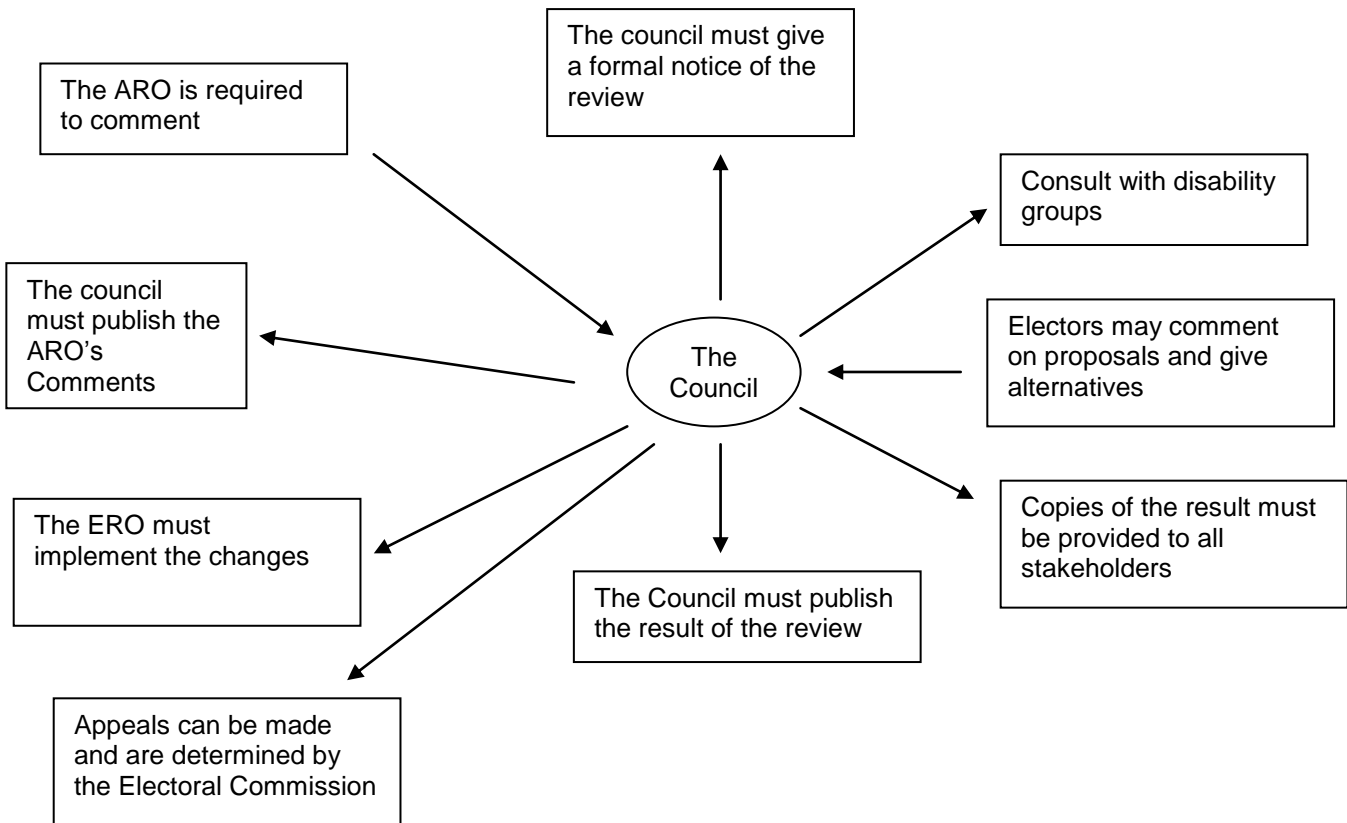 The council must give
a formal notice of the
review
The ARO is required
to comment
Consult with disability
groups
The council
must publish the
ARO's
Comments
Electors may comment
on proposals and give
alternatives
The
Council
Copies of the result must
be provided to all
stakeholders
The ERO must
implement the changes
The Council must publish
the result of the review
Appeals can be made
and are determined by
the Electoral Commission